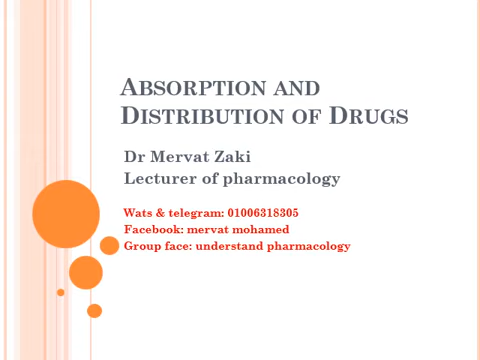 ABSORPTION AND
DISTRIBUTION OF DRUGS
Dr Mervat Zaki
Lecturer of pharmacology
Wats & telegram: 01006318305
Facebook: mervat mohamed
Group face: understand pharmacology